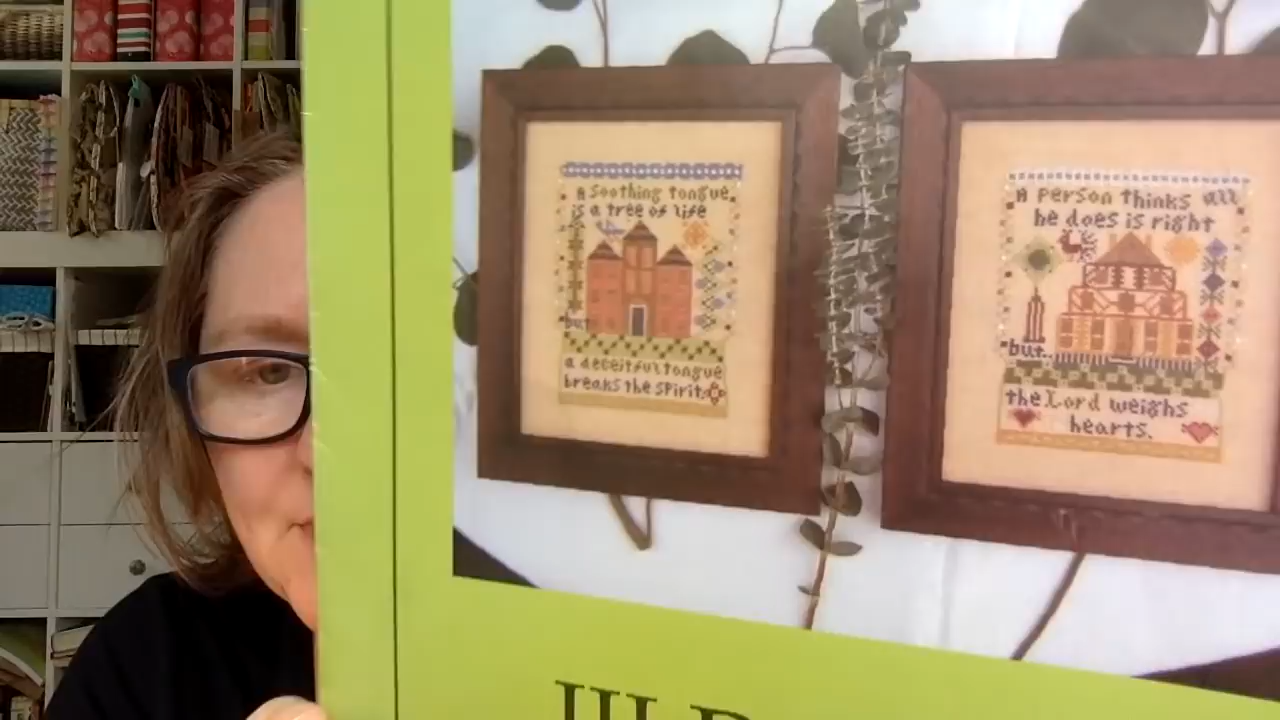 A soothing tongue
is a tree of life
but
a deceitful tongue
breaks the spirit
A person thinks all
he does is right
but...
the Lord weighs
hearts.